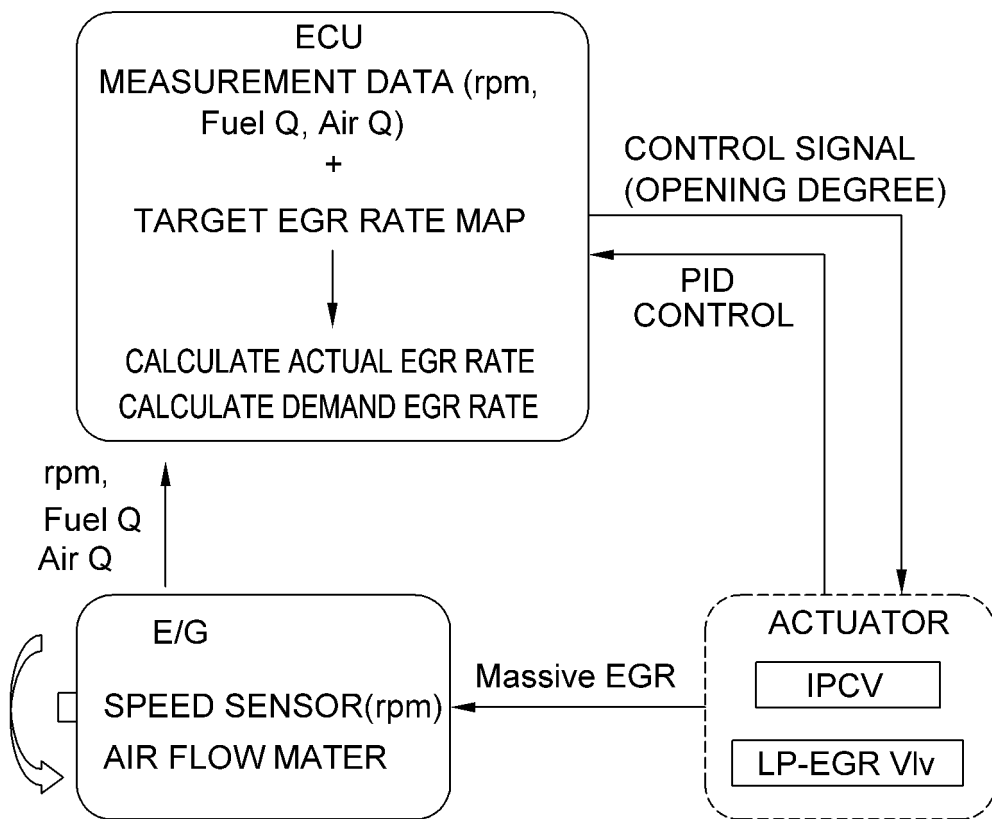 ECU
MEASUREMENT DATA (rpm,
Fuel Q, Air Q)
+
TARGET EGR RATE MAP
CALCULATE ACTUAL EGR RATE
CALCULATE DEMAND EGR RATE
CONTROL SIGNAL
(OPENING DEGREE)
PID
CONTROL
rpm,
Fuel Q
Air Q
E/G
SPEED SENSOR(rpm)
AIR FLOW MATER
Massive EGR
ACTUATOR
IPCV
LP-EGR Vlv